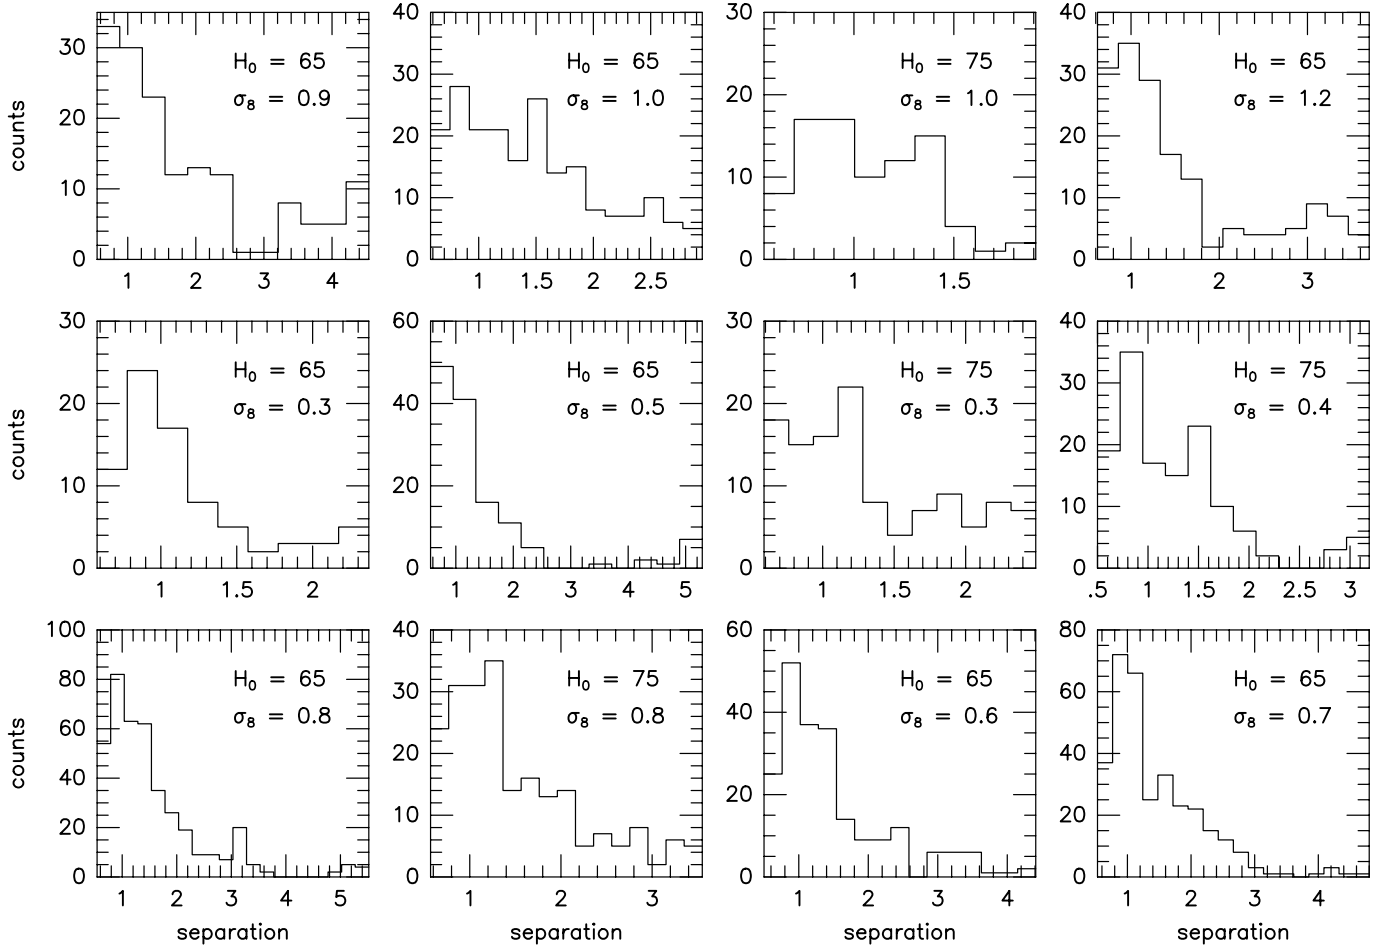 40 30 40
30 H₀ = 65 H₀ = 65 H₀ = 75 H₀ = 65
σ₈ = 0.9 30 σ₈ = 1.0 20 σ₈ = 1.0 30 σ₈ = 1.2
counts 20 20 20
10 10 10 10
0 0 0 0
1 2 3 4 1 1.5 2 2.5 1 1.5 1 2 3
30 60 30 40
H₀ = 65 H₀ = 65 H₀ = 75 H₀ = 75
20 σ₈ = 0.3 40 σ₈ = 0.5 20 σ₈ = 0.3 30 σ₈ = 0.4
counts 20
10 20 10 10
0 0 0 0
1 1.5 2 1 2 3 4 5 1 1.5 2 .5 1 1.5 2 2.5 3
100 40 60 80
80 H₀ = 65 30 H₀ = 75 H₀ = 65 60 H₀ = 65
60 σ₈ = 0.8 σ₈ = 0.8 40 σ₈ = 0.6 σ₈ = 0.7
counts 40 20 40
20 10 20 20
0 0 0 0
1 2 3 4 5 1 2 3 1 2 3 4 1 2 3 4
separation separation separation separation